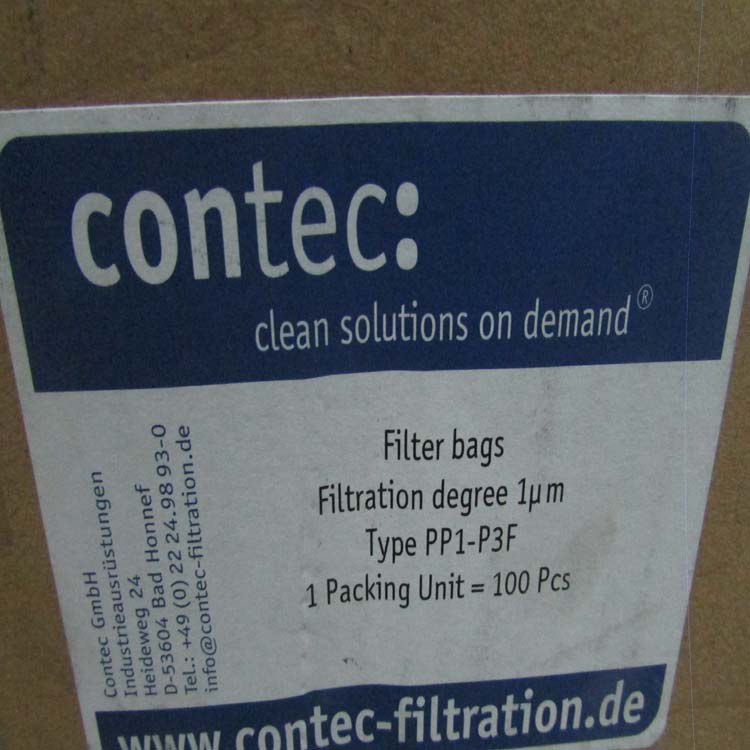 contec:
clean solutions on demand®
Filter bags
Filtration degree 1µm
Type PP1-P3F
1 Packing Unit = 100 Pcs
Contec GmbH
Industrieausrüstungen
Heideweg 24
D-53604 Bad Honnef
Tel.: +49 (0) 22 24.98 93-0
info@contec-filtration.de
www.contec-filtration.de